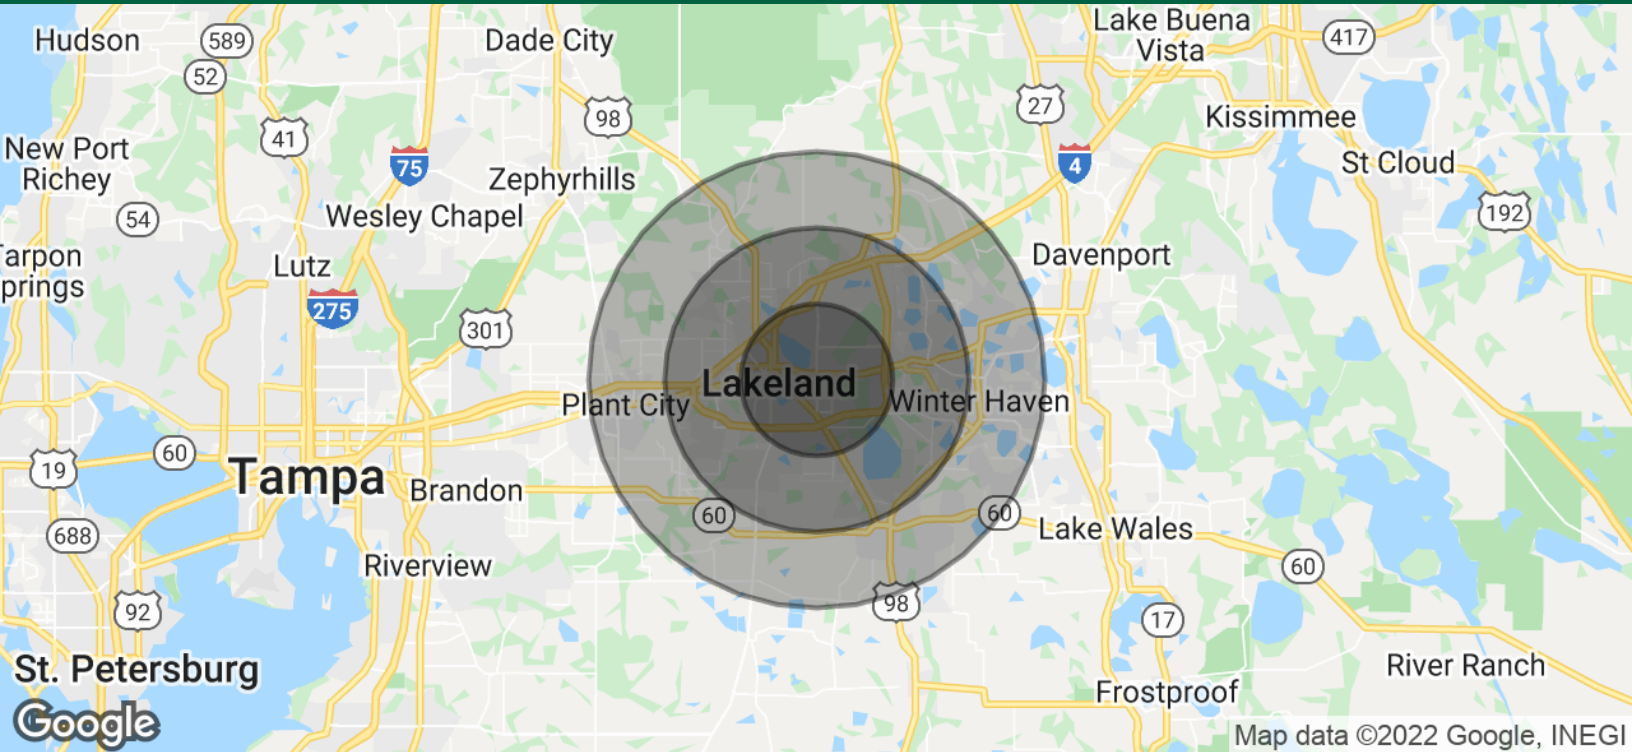 Hudson
589
52
Dade City
Lake Buena
Vista
417
98
27
41
Kissimmee
New Port
Richey
75
4
St Cloud
Zephyrhills
54
Wesley Chapel
192
arpon
prings
Lutz
Davenport
275
301
Lakeland
Plant City
Winter Haven
19
60
Tampa
Brandon
60
60
688
Lake Wales
Riverview
60
92
98
17
St. Petersburg
River Ranch
Frostproof
Google
Map data ©2022 Google, INEGI